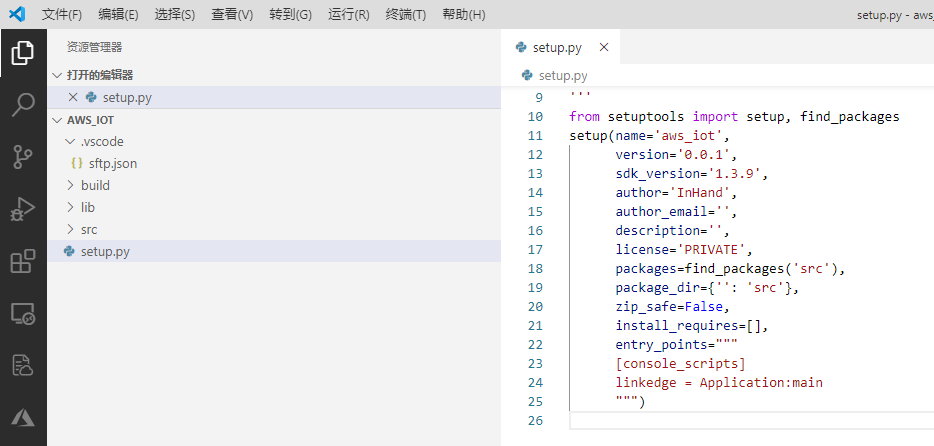 文件(F) 编辑(E) 选择(S) 查看(V) 转到(G) 运行(R) 终端(T) 帮助(H) setup.py - aws_
资源管理器
打开的编辑器
setup.py
AWS_IOT
.vscode
{} sftp.json
build
lib
src
setup.py
setup.py
setup.py
9 '''
10 from setuptools import setup, find_packages
11 setup(name='aws_iot',
12 version='0.0.1',
13 sdk_version='1.3.9',
14 author='InHand',
15 author_email='',
16 description='',
17 license='PRIVATE',
18 packages=find_packages('src'),
19 package_dir={'': 'src'},
20 zip_safe=False,
21 install_requires=[],
22 entry_points="""
23 [console_scripts]
24 linkedge = Application:main
25 """)
26